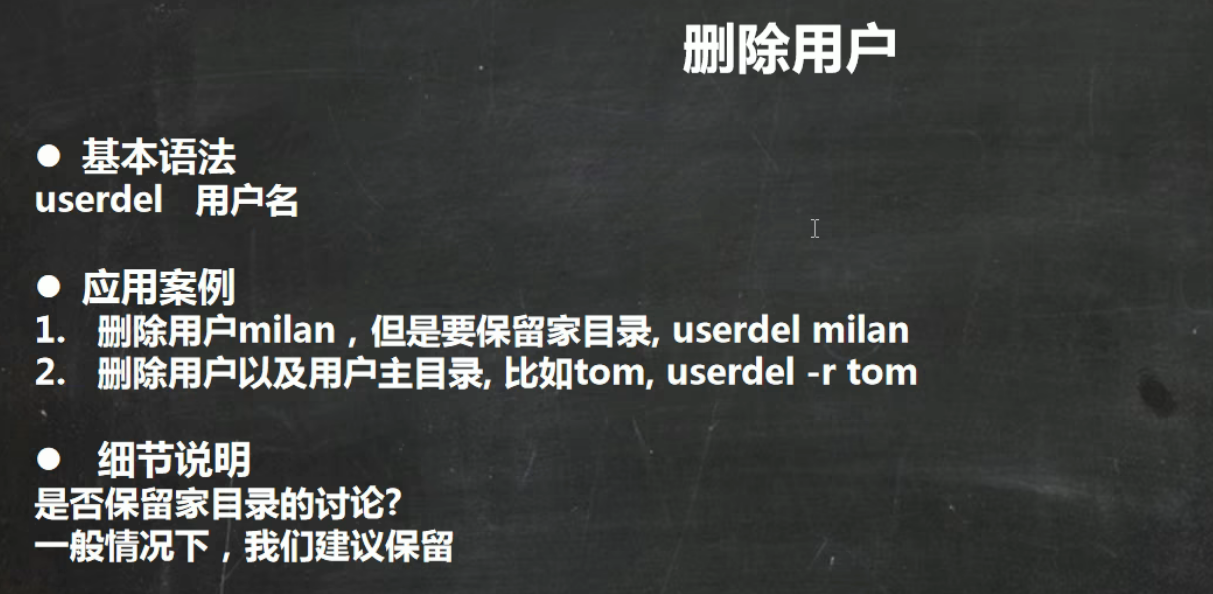 删除用户
● 基本语法
userdel 用户名
● 应用案例
1. 删除用户milan，但是要保留家目录, userdel milan
2. 删除用户以及用户主目录, 比如tom, userdel -r tom
● 细节说明
是否保留家目录的讨论?
一般情况下，我们建议保留